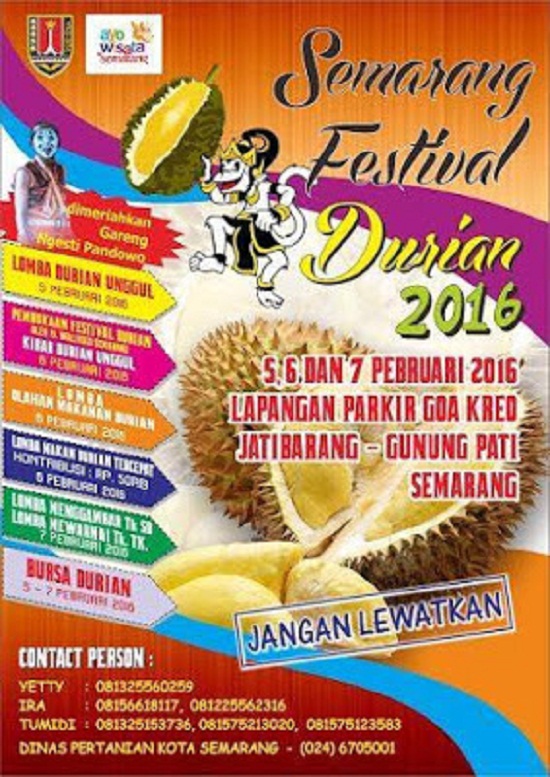 ayo
wisata
Semarang
Semarang
Festival
Durian
2016
dimeriahkan
Gareng
Ngesti Pandowo
LOMBA DURIAN UNGGUL
5 PEBRUARI 2016
PEMBUKAAN FESTIVAL DURIAN
KIRAB DURIAN UNGGUL
6 PEBRUARI 2016
LOMBA
OLAHAN MAKANAN DURIAN
6 PEBRUARI 2016
LOMBA MAKAN DURIAN TERCEPAT
KONTRIBUSI : RP. 50RB
6 PEBRUARI 2016
LOMBA MENGGAMBAR Tk SD
LOMBA MEWARNAI Tk. TK.
7 PEBRUARI 2016
BURSA DURIAN
5 - 7 PEBRUARI 2016
5, 6, DAN 7 PEBRUARI 2016
LAPANGAN PARKIR GOA KREO
JATIBARANG - GUNUNG PATI
SEMARANG
JANGAN LEWATKAN
CONTACT PERSON :
YETTY : 081325560259
IRA : 08156618117, 081225562316
TUMIDI : 081325153736, 081575213020, 081575123583
DINAS PERTANIAN KOTA SEMARANG - (024) 6705001